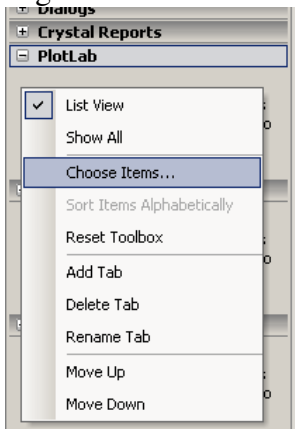 Dialogs
Crystal Reports
PlotLab
List View
Show All
Choose Items...
Sort Items Alphabetically
Reset Toolbox
Add Tab
Delete Tab
Rename Tab
Move Up
Move Down